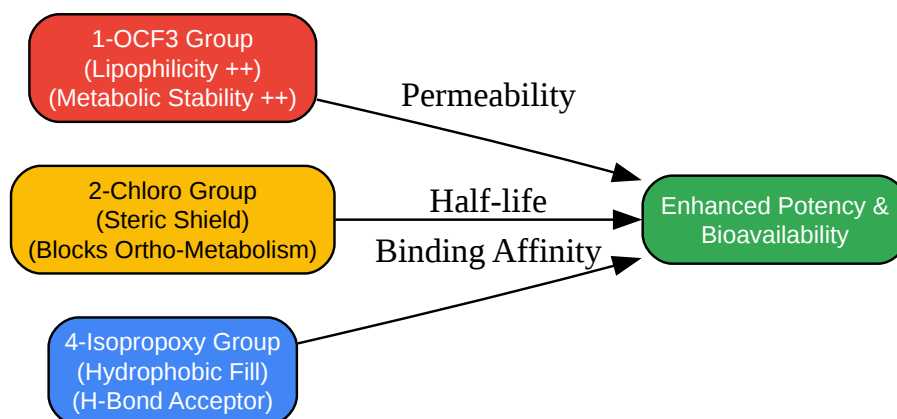 1-OCF3 Group
(Lipophilicity ++)
(Metabolic Stability ++)
Permeability
2-Chloro Group
(Steric Shield)
(Blocks Ortho-Metabolism)
Half-life
Binding Affinity
Enhanced Potency &
Bioavailability
4-Isopropoxy Group
(Hydrophobic Fill)
(H-Bond Acceptor)